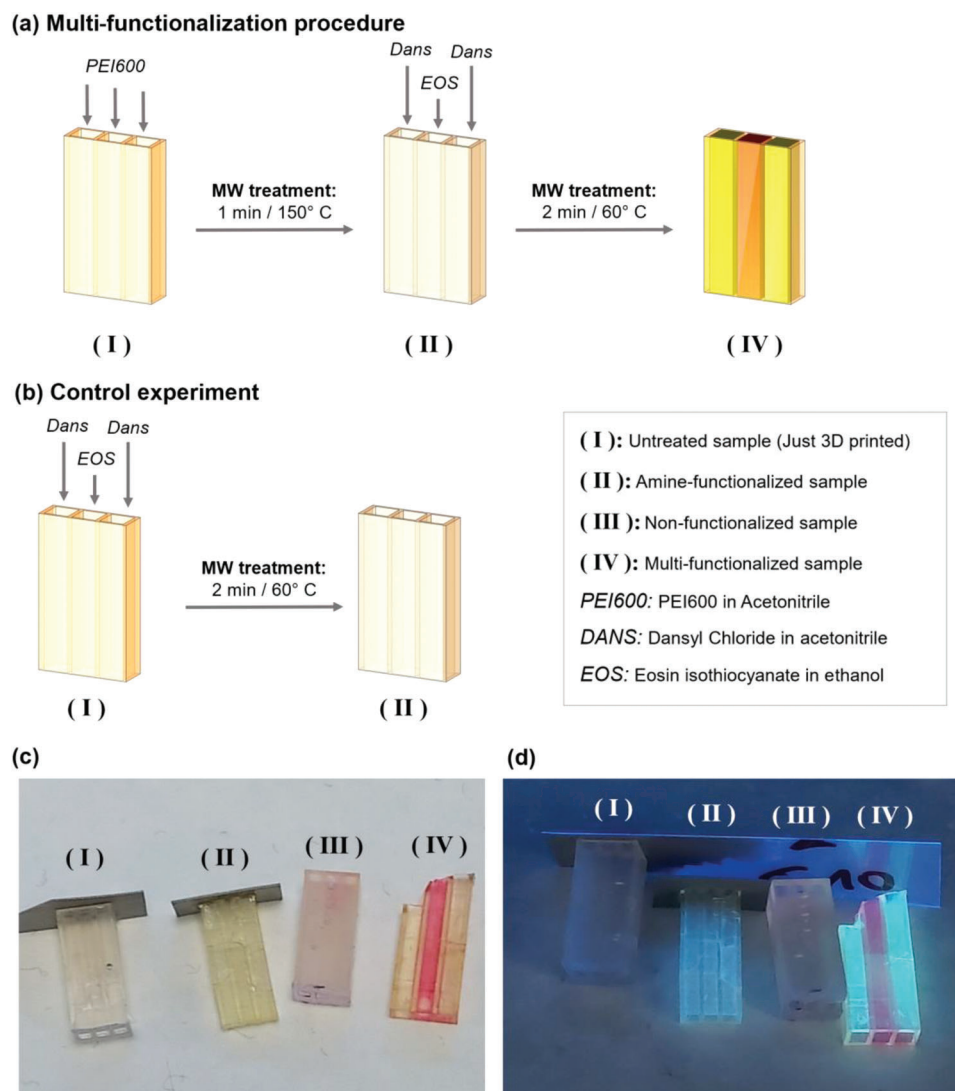 (a) Multi-functionalization procedure
PEI600
Dans
Dans
EOS
MW treatment:
1 min / 150° C
MW treatment:
2 min / 60° C
( I )
( II )
( IV )
(b) Control experiment
Dans
Dans
EOS
MW treatment:
2 min / 60° C
( I )
( II )
( I ): Untreated sample (Just 3D printed)
( II ): Amine-functionalized sample
( III ): Non-functionalized sample
( IV ): Multi-functionalized sample
PEI600: PEI600 in Acetonitrile
DANS: Dansyl Chloride in acetonitrile
EOS: Eosin isothiocyanate in ethanol
(c)
( I )
( II )
( III )
( IV )
(d)
( I )
( II )
( III )
( IV )